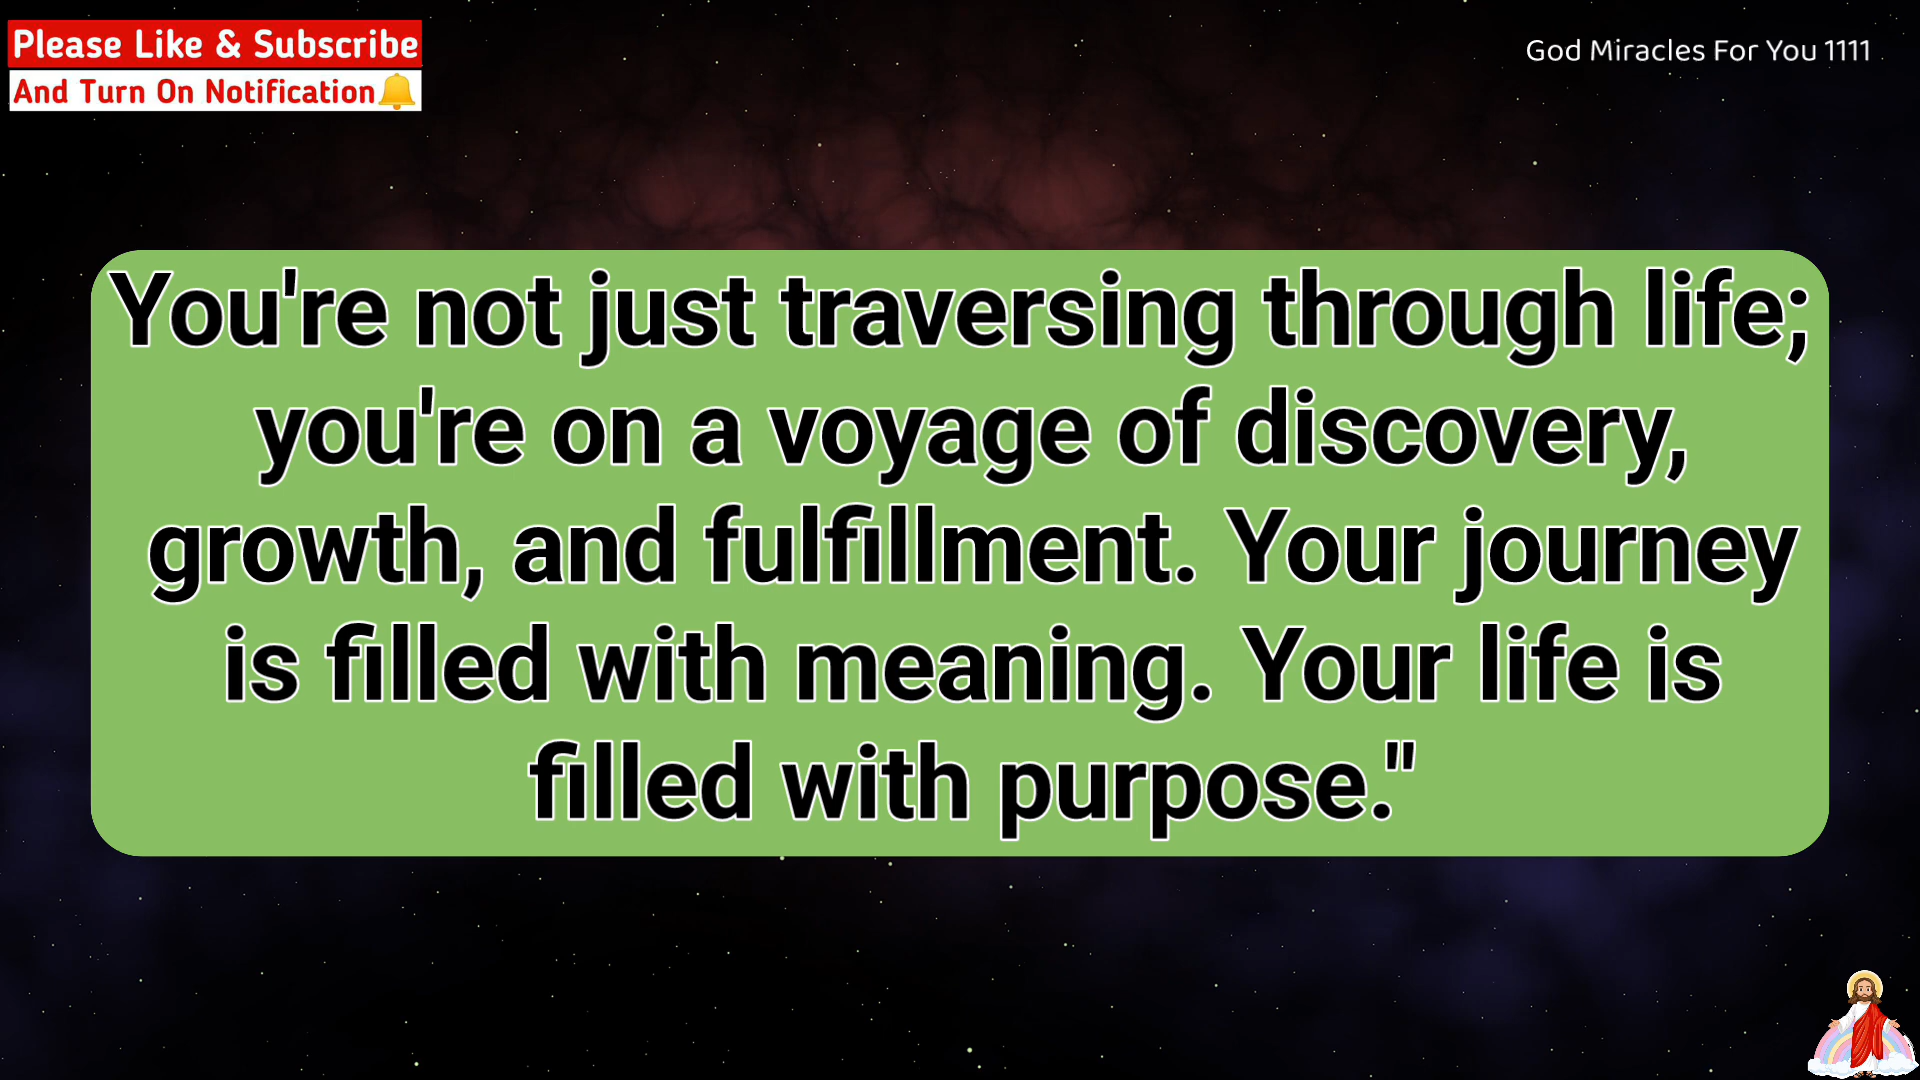 Please Like & Subscribe
And Turn On Notification
God Miracles For You 1111
You're not just traversing through life;
you're on a voyage of discovery,
growth, and fulfillment. Your journey
is filled with meaning. Your life is
filled with purpose."